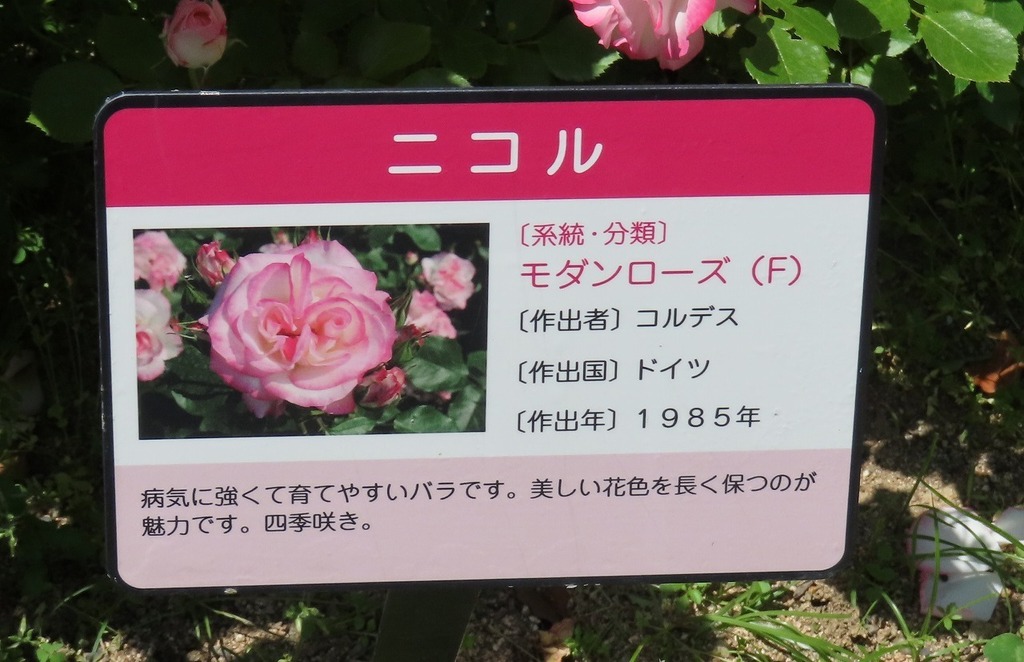 ニコル
〔系統・分類〕
モダンローズ（F）
〔作出者〕コルデス
〔作出国〕ドイツ
〔作出年〕１９８５年
病気に強くて育てやすいバラです。美しい花色を長く保つのが
魅力です。四季咲き。